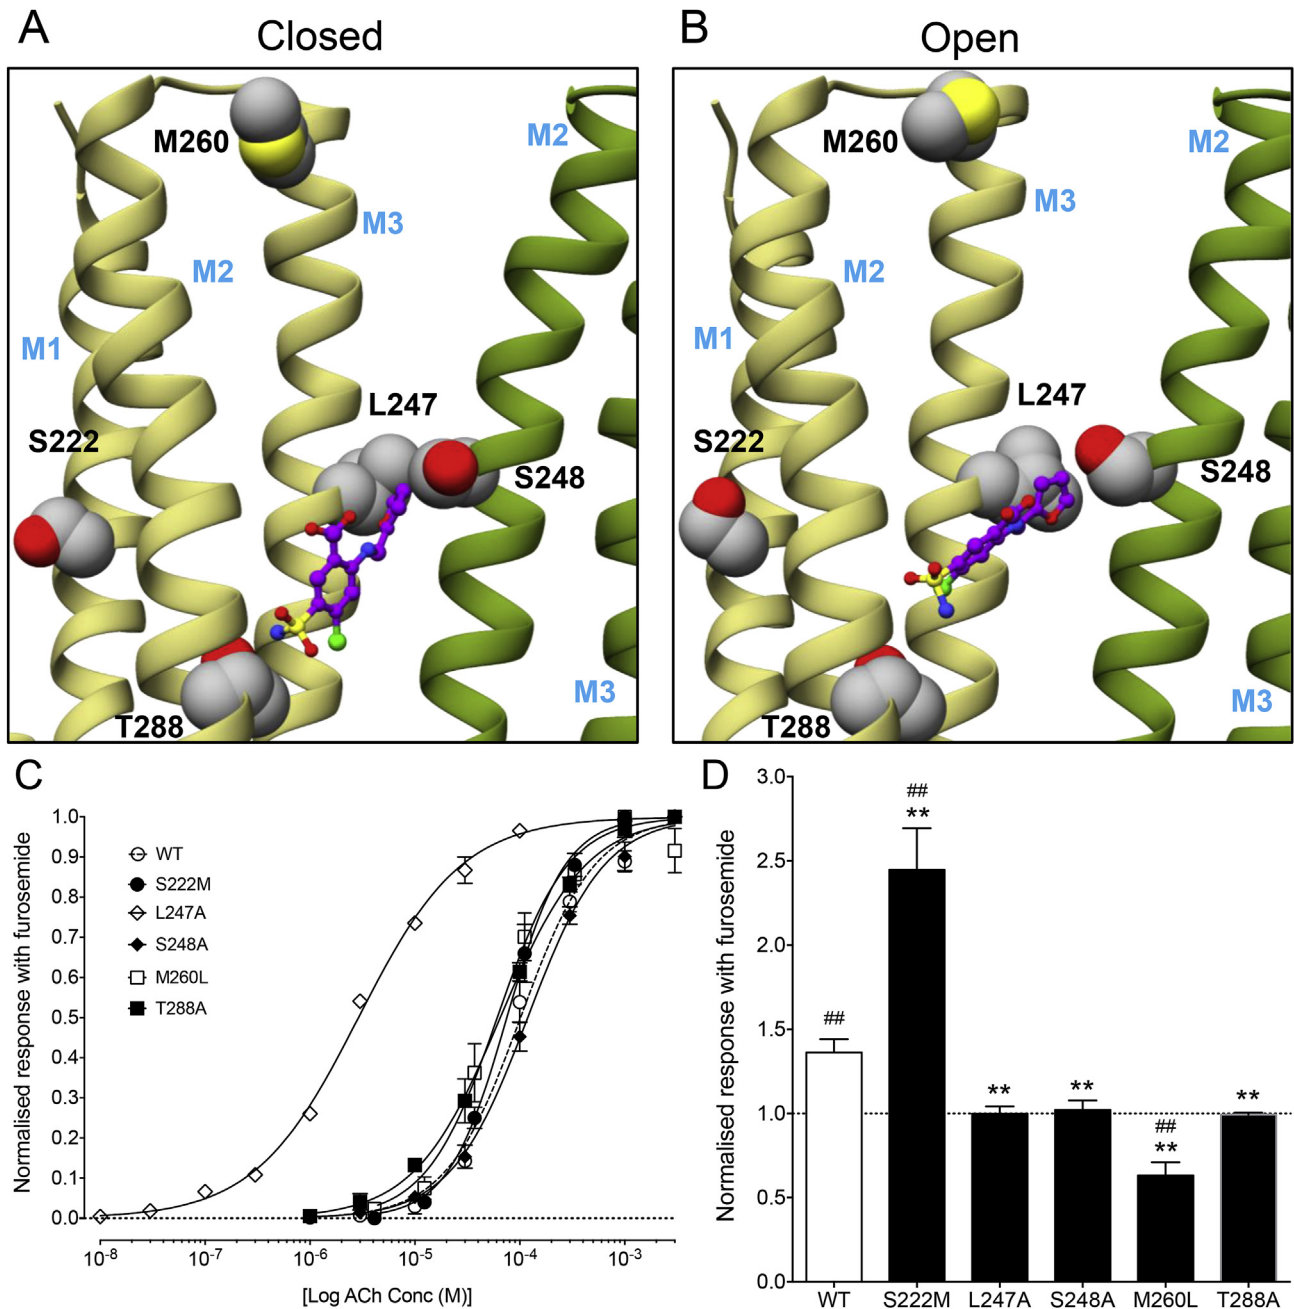 A
Closed
M260
M2
M3
M2
M1
L247
S222
S248
M3
T288
B
Open
M260
M2
M3
M2
M1
L247
S222
S248
M3
T288
C
Normalised response with furosemide
1.0
0.9
0.8
0.7
0.6
0.5
0.4
0.3
0.2
0.1
0.0
WT
S222M
L247A
S248A
M260L
T288A
10-8
10-7
10-6
10-5
10-4
10-3
[Log ACh Conc (M)]
D
Normalised response with furosemide
3.0
2.5
2.0
1.5
1.0
0.5
0.0
##
##
**
**
**
##
**
**
WT
S222M
L247A
S248A
M260L
T288A